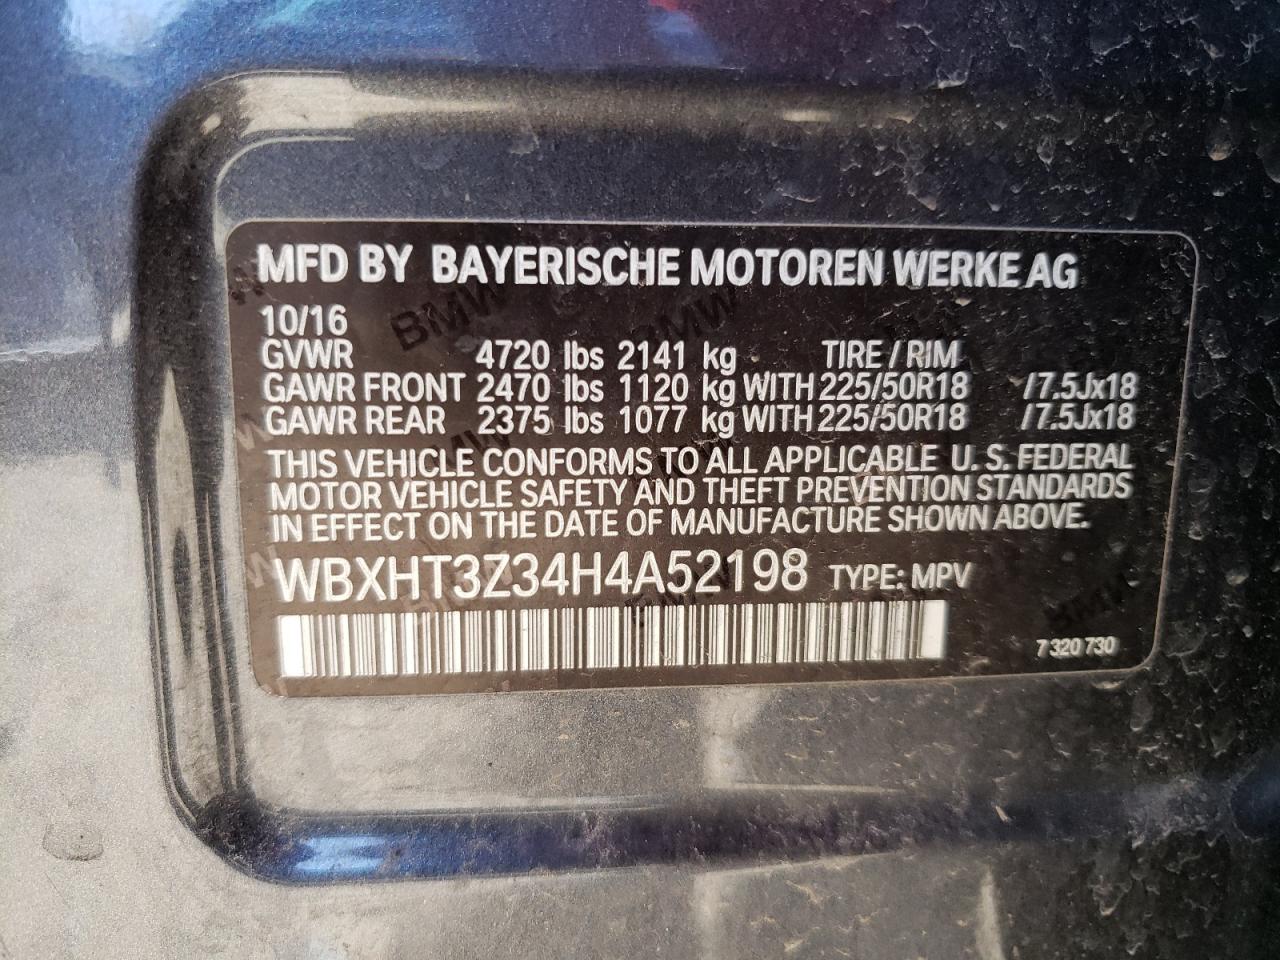 MFD BY BAYERISCHE MOTOREN WERKE AG
10/16
GVWR 4720 lbs 2141 kg TIRE / RIM
GAWR FRONT 2470 lbs 1120 kg WITH 225/50R18 /7.5Jx18
GAWR REAR 2375 lbs 1077 kg WITH 225/50R18 /7.5Jx18
THIS VEHICLE CONFORMS TO ALL APPLICABLE U. S. FEDERAL
MOTOR VEHICLE SAFETY AND THEFT PREVENTION STANDARDS
IN EFFECT ON THE DATE OF MANUFACTURE SHOWN ABOVE.
WBXHT3Z34H4A52198 TYPE: MPV
7 320 730